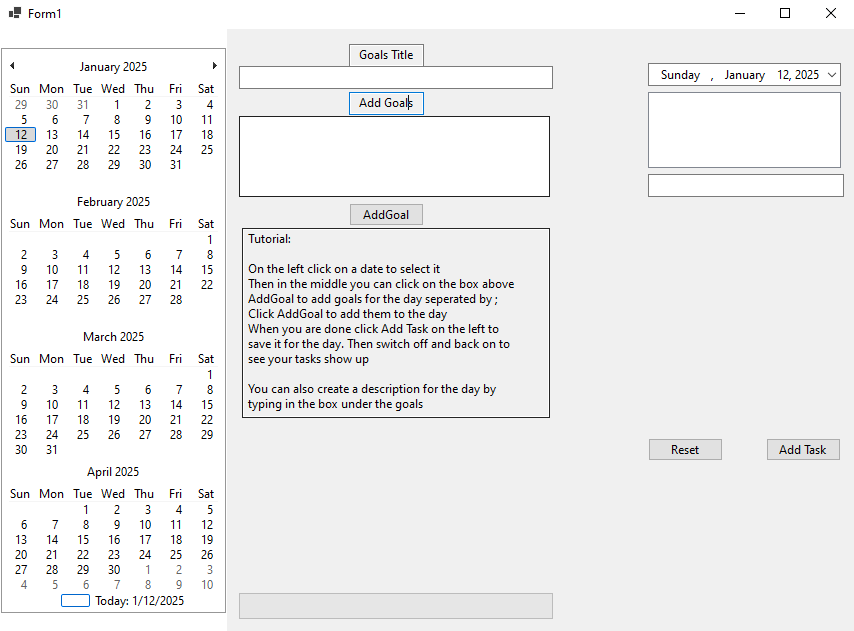 Form1
January 2025
Sun Mon Tue Wed Thu Fri Sat
29 30 31 1 2 3 4
5 6 7 8 9 10 11
12 13 14 15 16 17 18
19 20 21 22 23 24 25
26 27 28 29 30 31
February 2025
Sun Mon Tue Wed Thu Fri Sat
1
2 3 4 5 6 7 8
9 10 11 12 13 14 15
16 17 18 19 20 21 22
23 24 25 26 27 28
March 2025
Sun Mon Tue Wed Thu Fri Sat
1
2 3 4 5 6 7 8
9 10 11 12 13 14 15
16 17 18 19 20 21 22
23 24 25 26 27 28 29
30 31
April 2025
Sun Mon Tue Wed Thu Fri Sat
1 2 3 4 5
6 7 8 9 10 11 12
13 14 15 16 17 18 19
20 21 22 23 24 25 26
27 28 29 30 1 2 3
4 5 6 7 8 9 10
Today: 1/12/2025
Goals Title
Add Goals
AddGoal
Tutorial:
On the left click on a date to select it
Then in the middle you can click on the box above
AddGoal to add goals for the day seperated by ;
Click AddGoal to add them to the day
When you are done click Add Task on the left to
save it for the day. Then switch off and back on to
see your tasks show up
You can also create a description for the day by
typing in the box under the goals
Sunday , January 12, 2025
Reset
Add Task